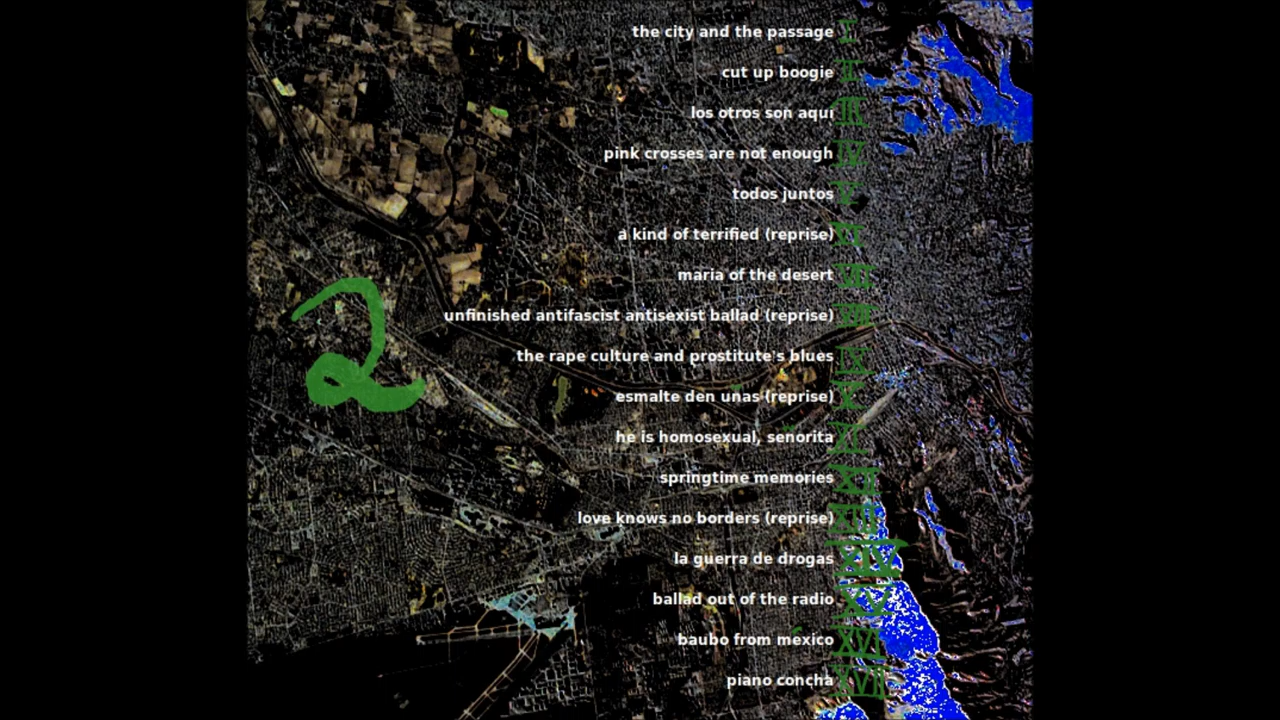 the city and the passage I
cut up boogie II
los otros son aquí III
pink crosses are not enough IV
todos juntos V
a kind of terrified (reprise) VI
maria of the desert VII
2
unfinished antifascist antisexist ballad (reprise) VIII
the rape culture and prostitute's blues IX
esmalte den unas (reprise) X
he is homosexual, senorita XI
springtime memories XII
love knows no borders (reprise) XIII
la guerra de drogas XIV
ballad out of the radio XV
baubo from méxico XVI
piano concha XVII